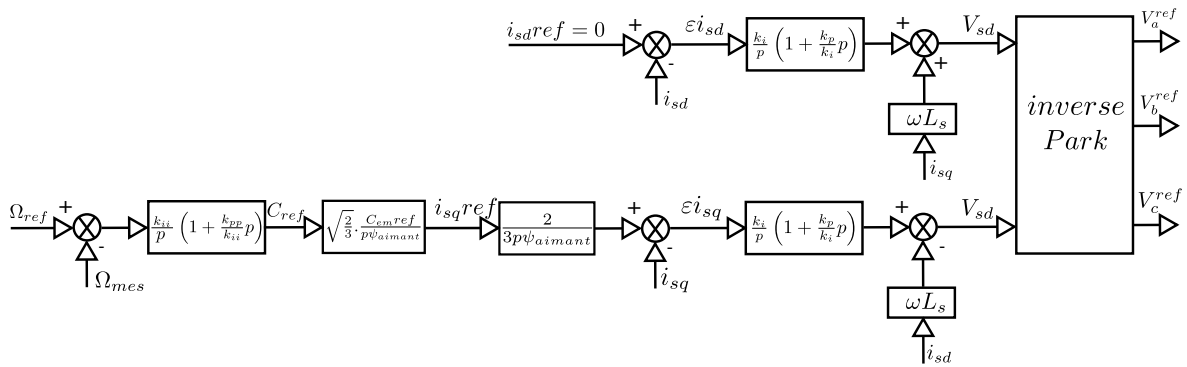 i_{sd}ref = 0
+
-
i_{sd}
εi_{sd}
\frac{k_i}{p} \left(1 + \frac{k_p}{k_i} p\right)
+
+
ωL_s
i_{sq}
V_{sd}
inverse
Park
V_a^{ref}
V_b^{ref}
V_c^{ref}
Ω_{ref}
+
-
Ω_{mes}
\frac{k_{ii}}{p} \left(1 + \frac{k_{pp}}{k_{ii}} p\right)
C_{ref}
\sqrt{\frac{2}{3}} . \frac{C_{em}ref}{pψ_{aimant}}
i_{sq}ref
\frac{2}{3pψ_{aimant}}
+
-
i_{sq}
εi_{sq}
\frac{k_i}{p} \left(1 + \frac{k_p}{k_i} p\right)
+
-
ωL_s
i_{sd}
V_{sd}